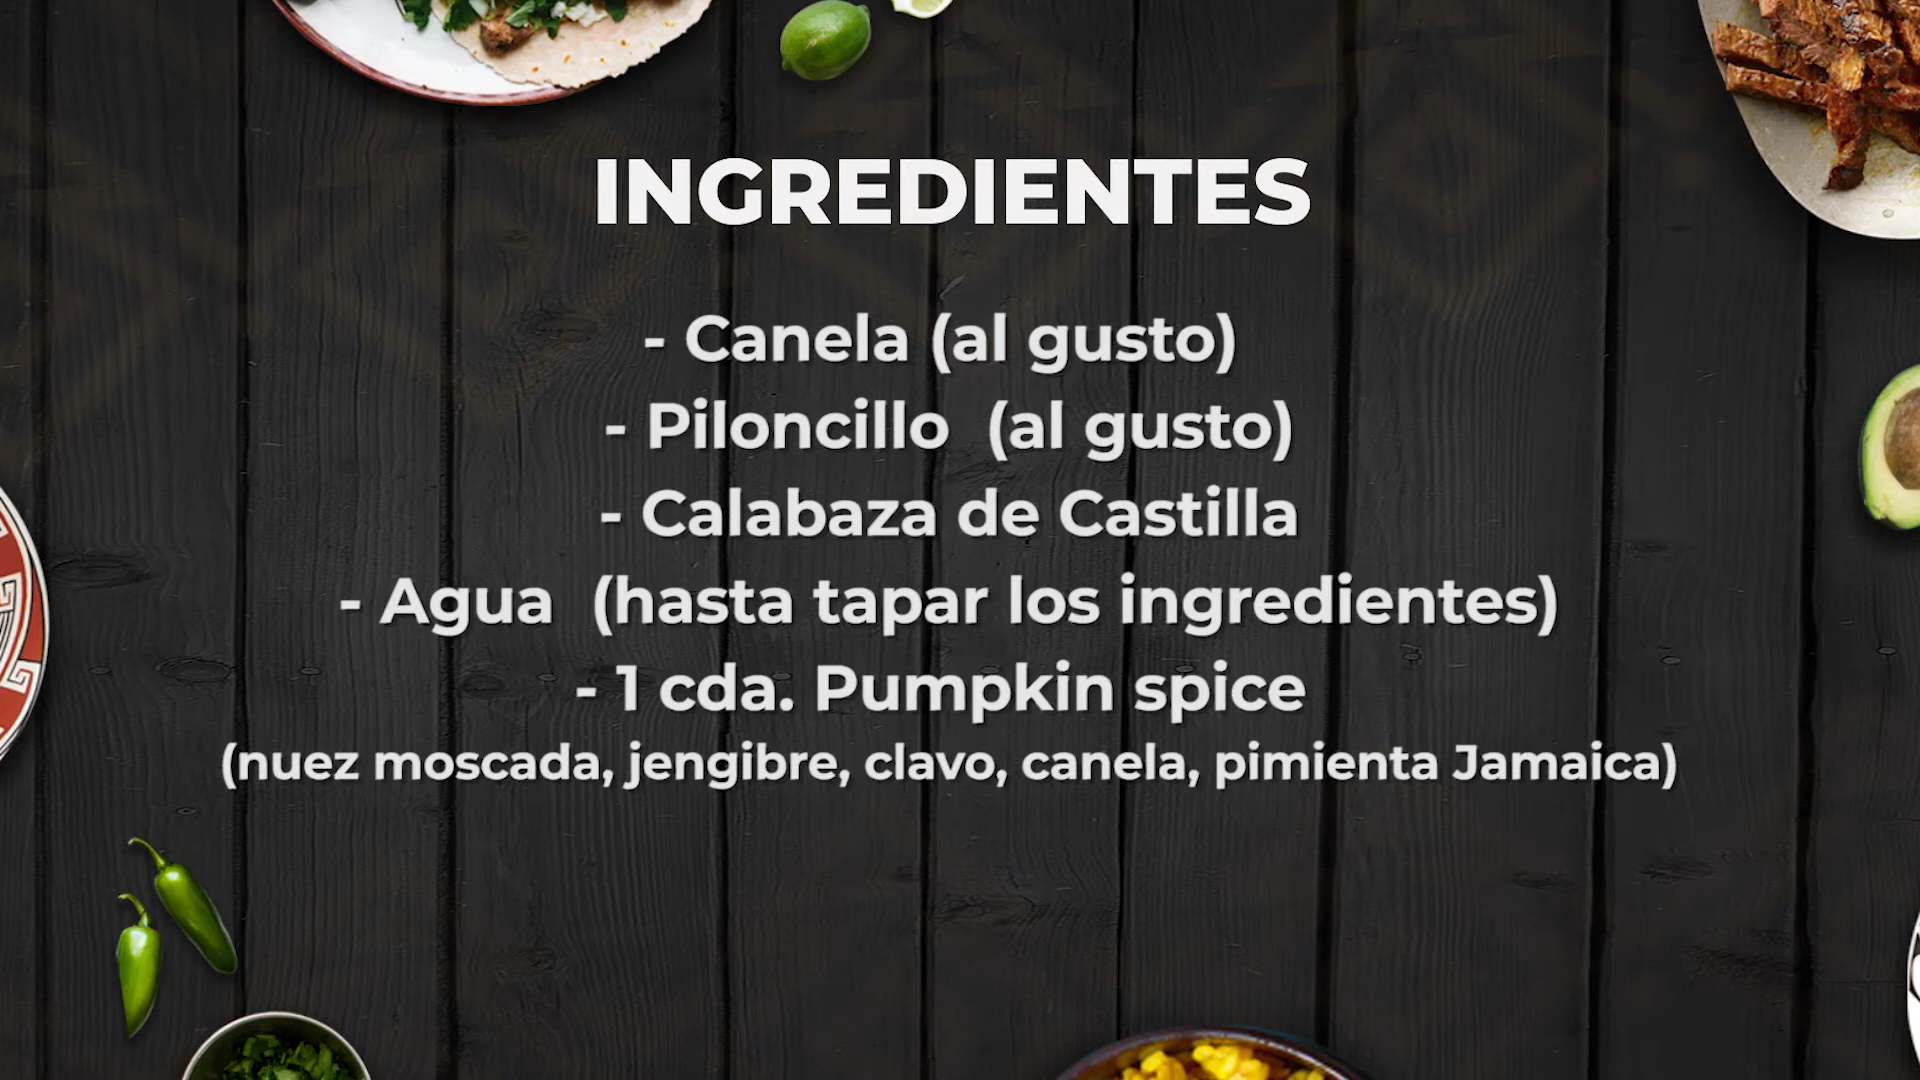 INGREDIENTES
- Canela (al gusto)
- Piloncillo (al gusto)
- Calabaza de Castilla
- Agua (hasta tapar los ingredientes)
- 1 cda. Pumpkin spice
(nuez moscada, jengibre, clavo, canela, pimienta Jamaica)